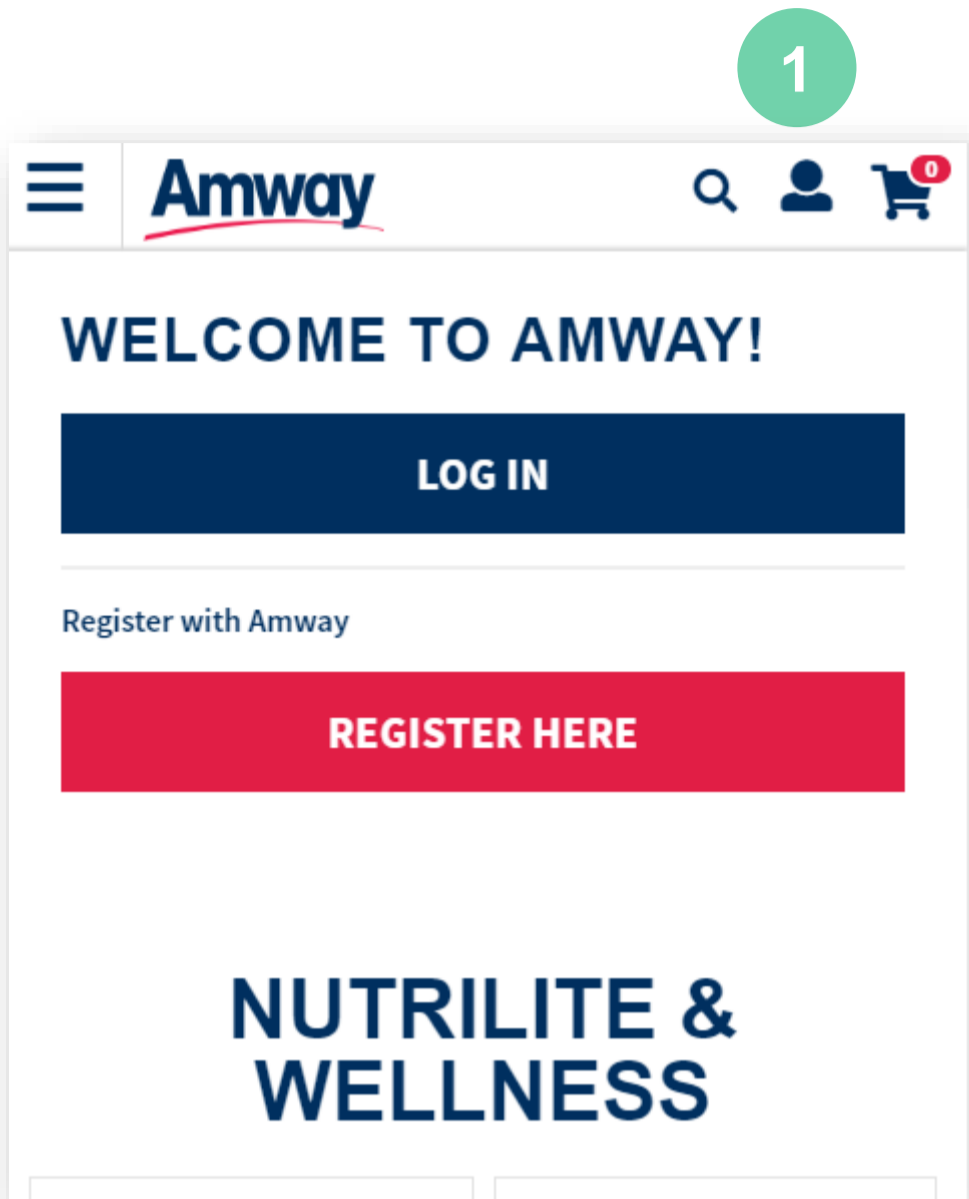 1
Amway
0
WELCOME TO AMWAY!
LOG IN
Register with Amway
REGISTER HERE
NUTRILITE &
WELLNESS